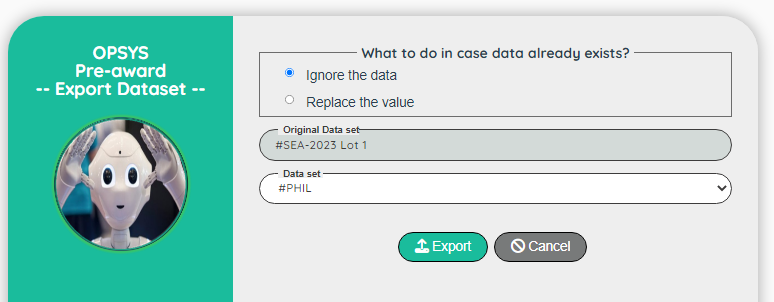 OPSYS
Pre-award
-- Export Dataset --
What to do in case data already exists?
Ignore the data
Replace the value
Original Data set
#SEA-2023 Lot 1
Data set
#PHIL
Export
Cancel